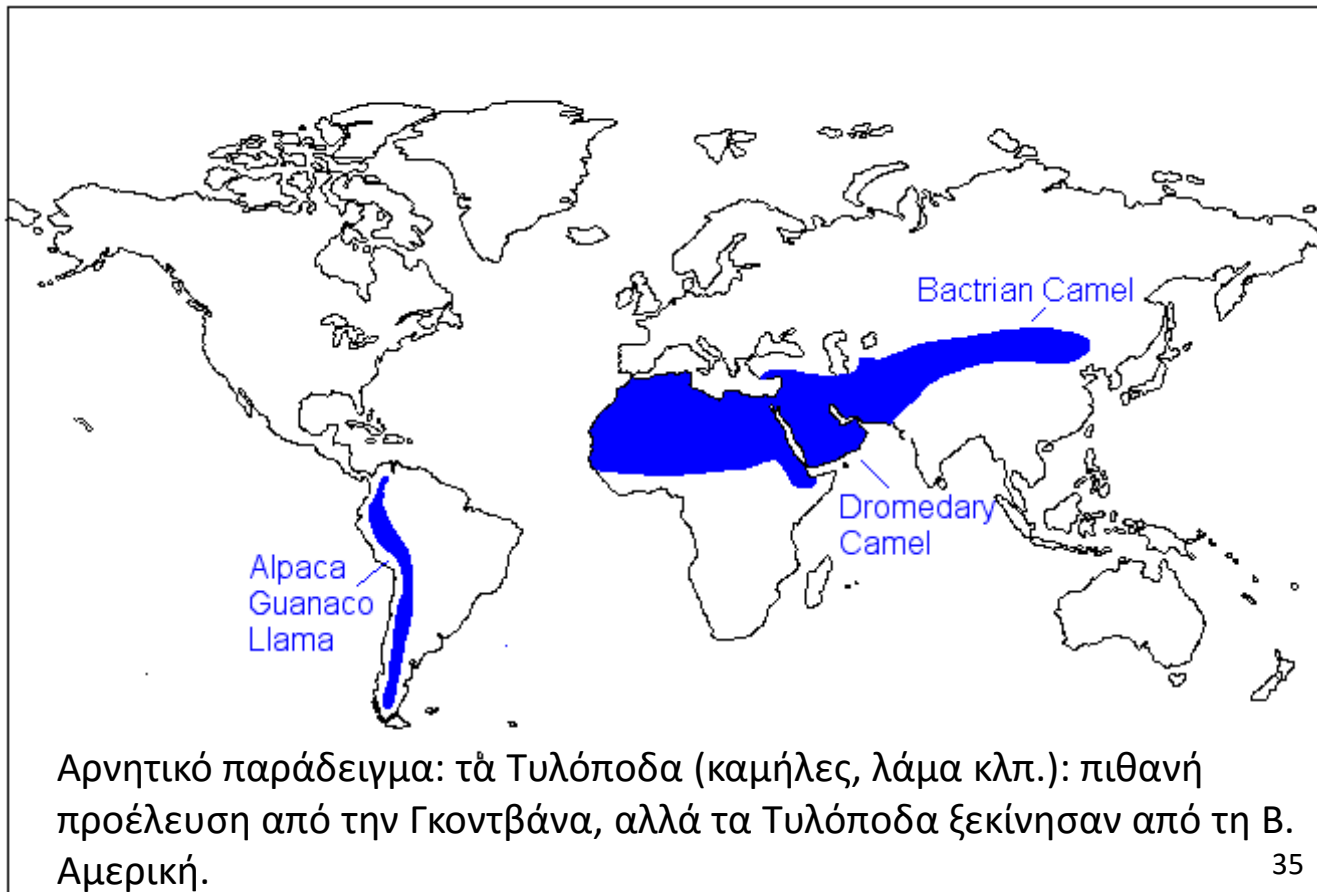 Bactrian Camel
Dromedary
Camel
Alpaca
Guanaco
Llama
Αρνητικό παράδειγμα: τὰ Τυλόποδα (καμήλες, λάμα κλπ.): πιθανή
προέλευση από την Γκοντβάνα, αλλά τα Τυλόποδα ξεκίνησαν από τη Β.
Αμερική.
35